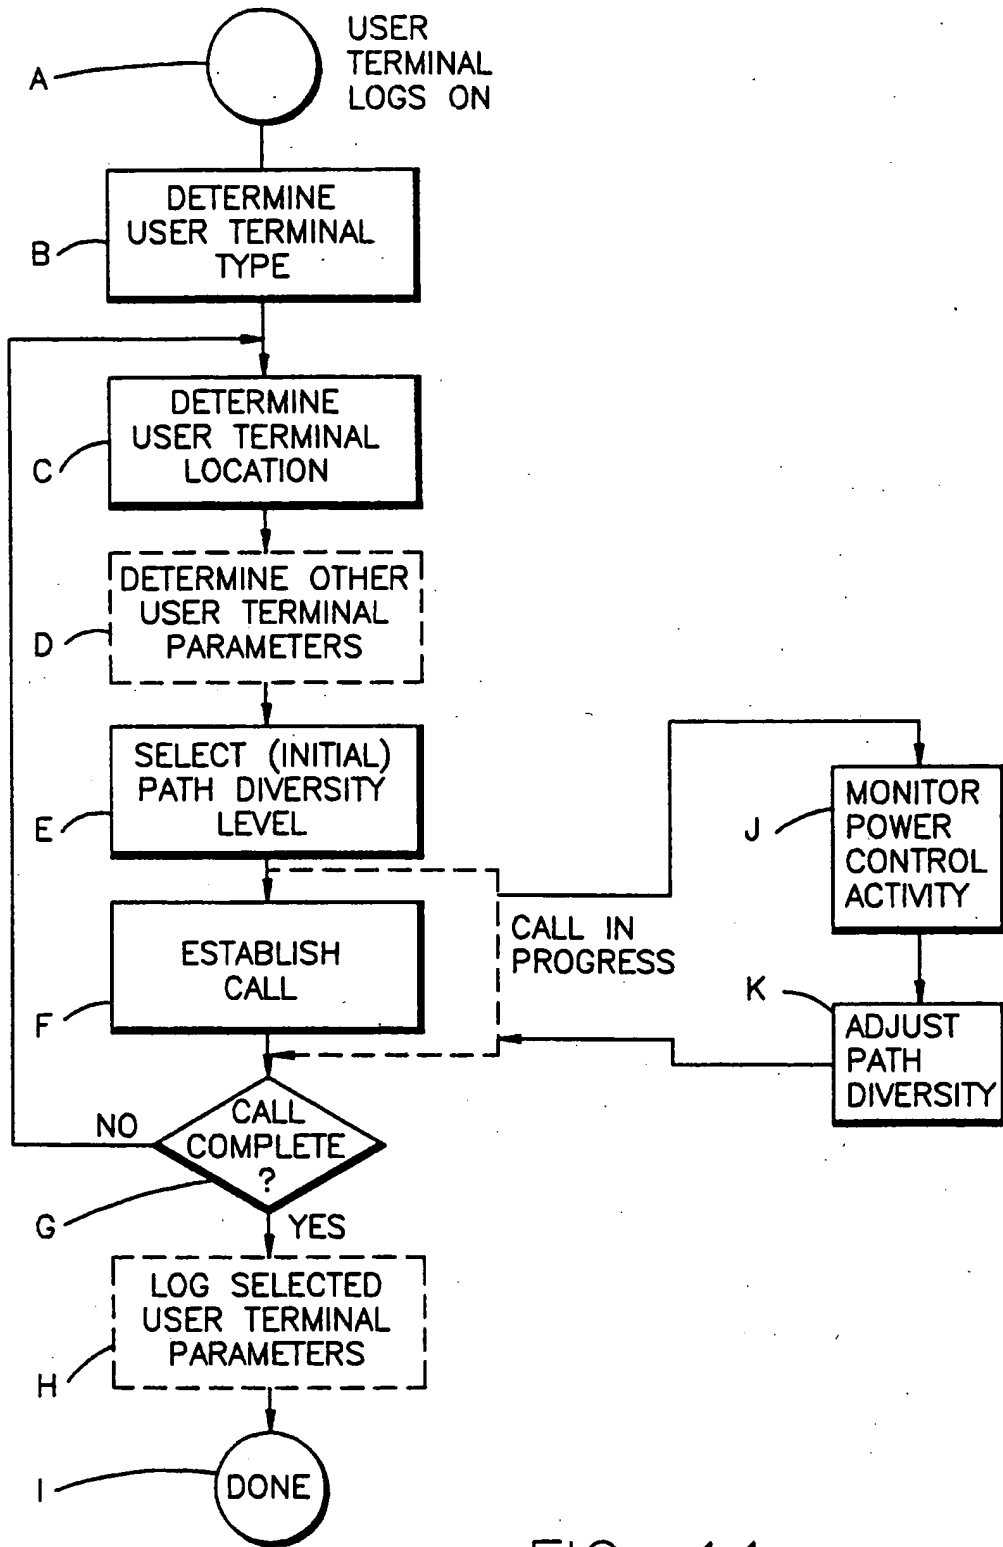 USER
TERMINAL
LOGS ON
A
DETERMINE
USER TERMINAL
TYPE
B
DETERMINE
USER TERMINAL
LOCATION
C
DETERMINE OTHER
USER TERMINAL
PARAMETERS
D
SELECT (INITIAL)
PATH DIVERSITY
LEVEL
E
MONITOR
POWER
CONTROL
ACTIVITY
J
CALL IN
PROGRESS
ESTABLISH
CALL
F
K
ADJUST
PATH
DIVERSITY
NO
CALL
COMPLETE
?
G
YES
LOG SELECTED
USER TERMINAL
PARAMETERS
H
I
DONE